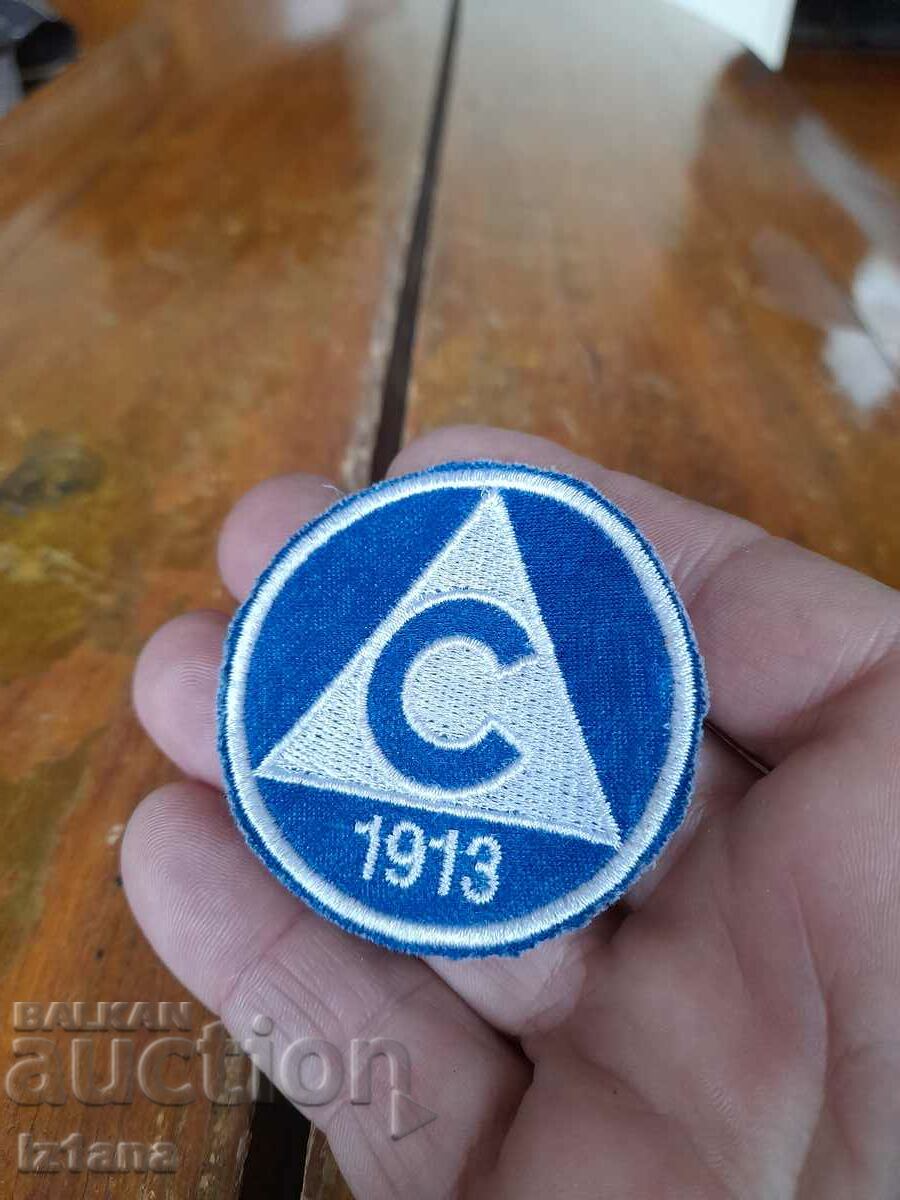 С
1913
BALKAN
auction
iz1ana